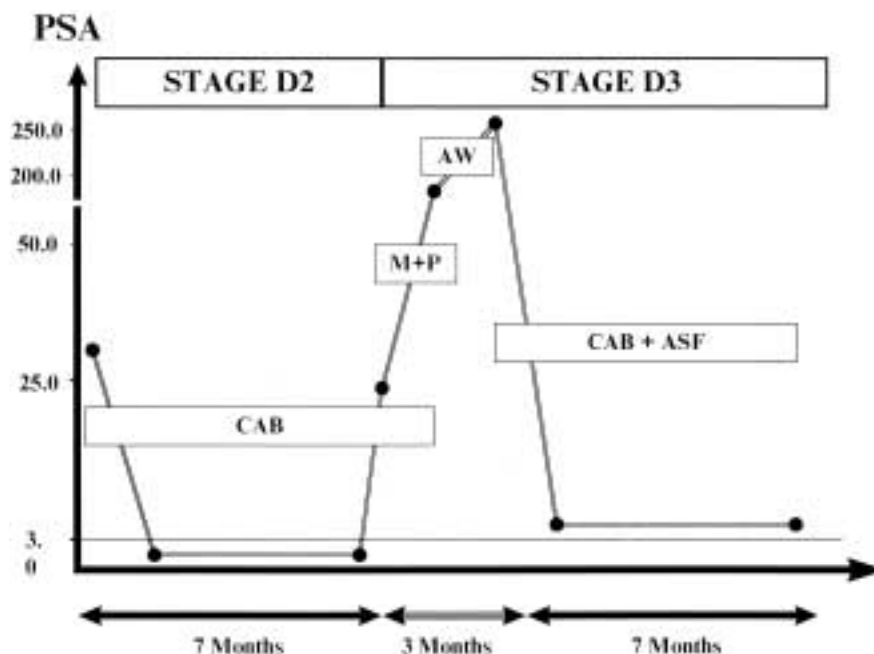 PSA
STAGE D2 STAGE D3
250.0
AW
200.0
50.0
M+P
CAB + ASF
25.0
CAB
3.
0
7 Months 3 Months 7 Months